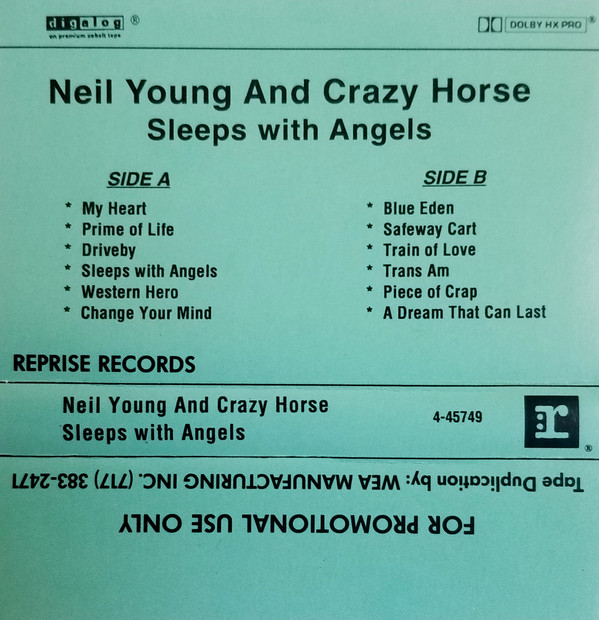 digalog ®
on premium cobalt tape
DOLBY HX PRO ®
Neil Young And Crazy Horse
Sleeps with Angels
SIDE A
* My Heart
* Prime of Life
* Driveby
* Sleeps with Angels
* Western Hero
* Change Your Mind
SIDE B
* Blue Eden
* Safeway Cart
* Train of Love
* Trans Am
* Piece of Crap
* A Dream That Can Last
REPRISE RECORDS
Neil Young And Crazy Horse
Sleeps with Angels
4-45749
r ®
Tape Duplication by: WEA MANUFACTURING INC. (717) 383-2471
FOR PROMOTIONAL USE ONLY